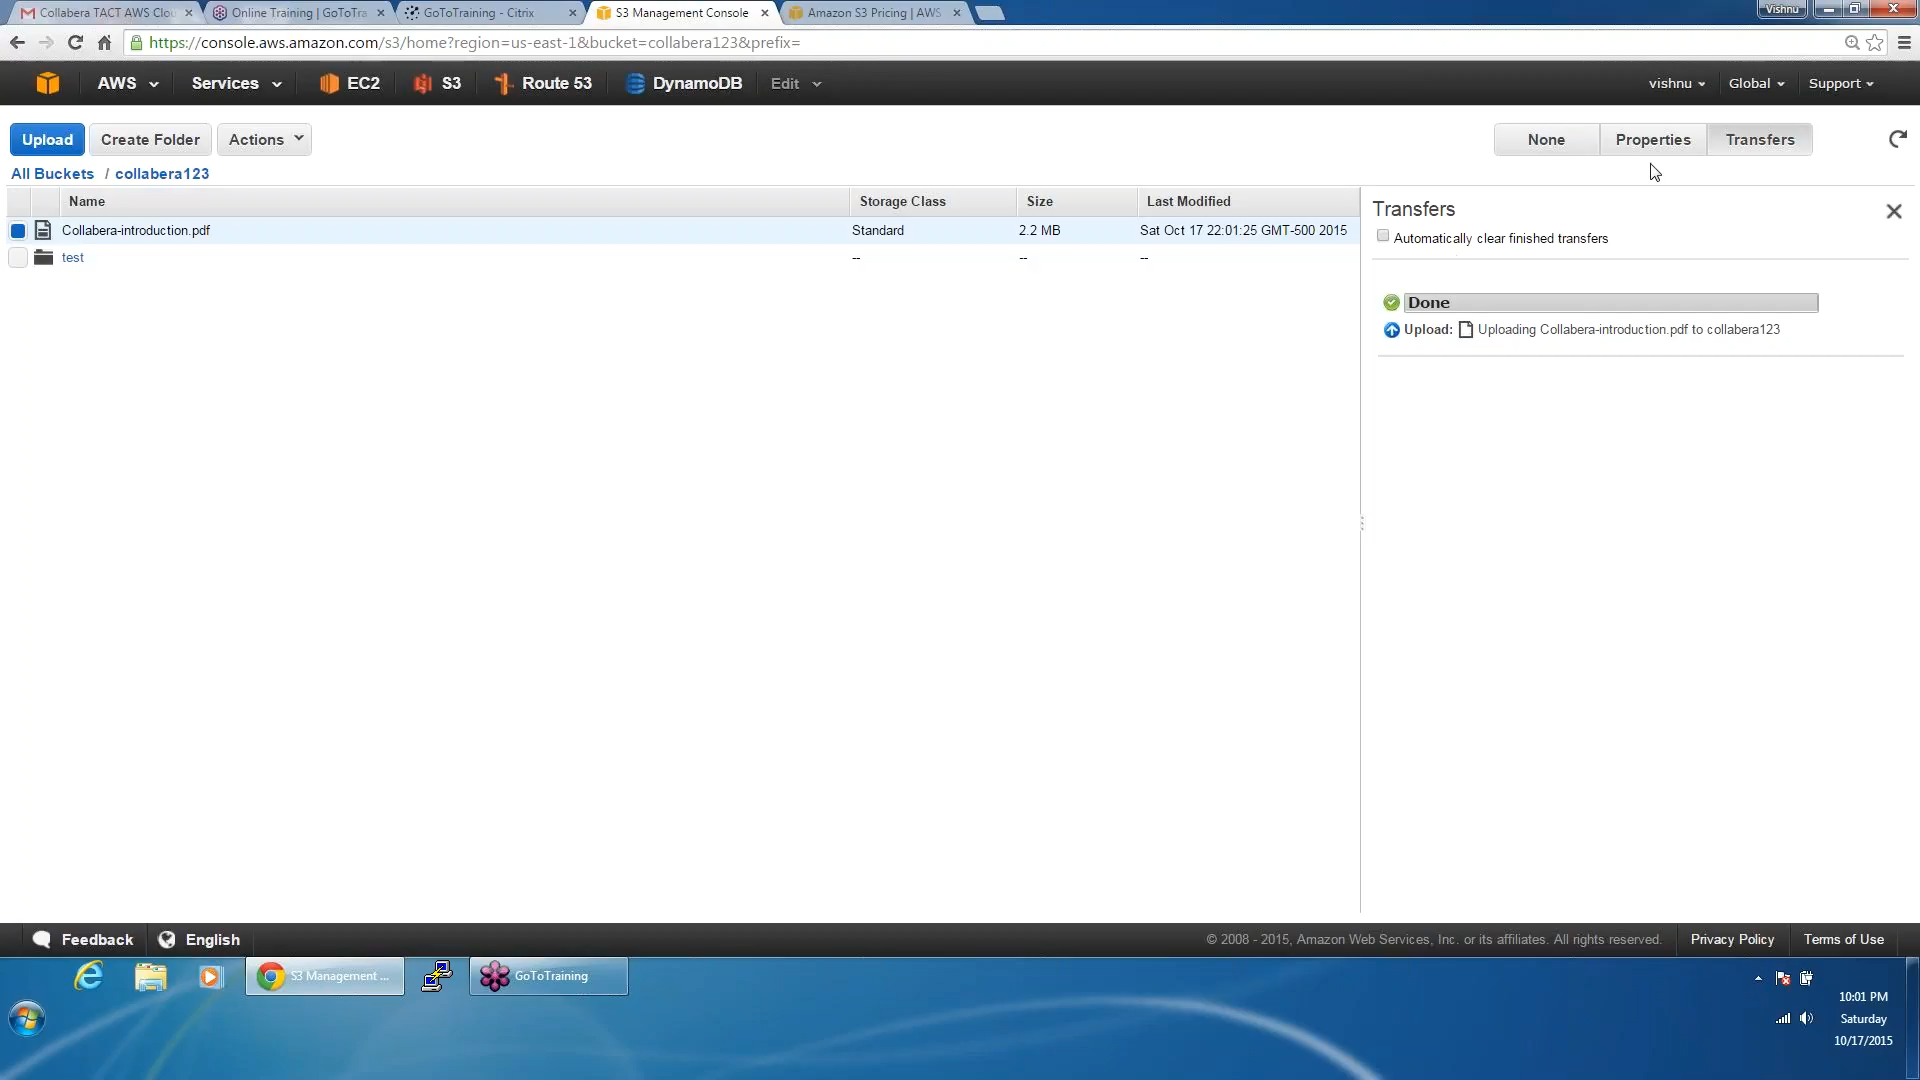 Collabera TACT AWS Clou
Online Training | GoToTra
GoToTraining - Citrix
S3 Management Console
Amazon S3 Pricing | AWS
Vishnu
https://console.aws.amazon.com/s3/home?region=us-east-1&bucket=collabera123&prefix=
AWS Services EC2 S3 Route 53 DynamoDB Edit vishnu Global Support
Upload Create Folder Actions None Properties Transfers
All Buckets / collabera123
Name Storage Class Size Last Modified
Collabera-introduction.pdf Standard 2.2 MB Sat Oct 17 22:01:25 GMT-500 2015
test -- -- --
Transfers
Automatically clear finished transfers
Done
Upload: Uploading Collabera-introduction.pdf to collabera123
Feedback English © 2008 - 2015, Amazon Web Services, Inc. or its affiliates. All rights reserved. Privacy Policy Terms of Use
S3 Management ... GoToTraining
10:01 PM
Saturday
10/17/2015